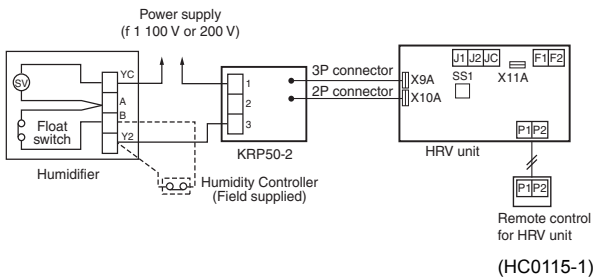 Power supply
(f 1 100 V or 200 V)
YC
SV
A
B
Float
switch
Y2
Humidifier
1
2
3
KRP50-2
Humidity Controller
(Field supplied)
3P connector
2P connector
X9A
X10A
J1 J2 JC
F1 F2
SS1
X11A
P1 P2
HRV unit
P1 P2
Remote control
for HRV unit
(HC0115-1)